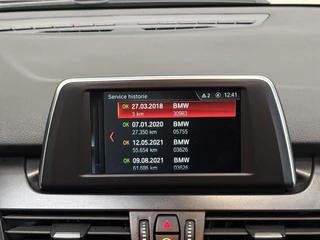 Service historie
2 12:41
OK 27.03.2018 BMW
3 km 30983
OK 07.01.2020 BMW
27.350 km 05755
OK 12.05.2021 BMW
55.654 km 03626
OK 09.08.2021 BMW
61.686 km 03626